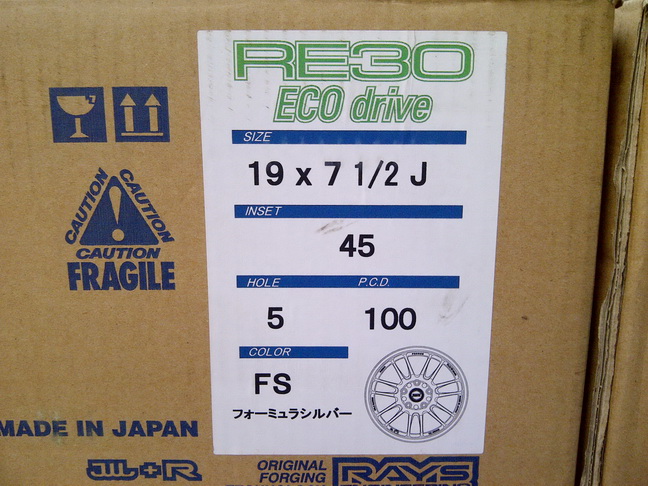 RE30
ECO drive
SIZE
19 x 7 1/2 J
INSET
45
HOLE P.C.D.
5 100
COLOR
FS
フォーミュラシルバー
CAUTION
CAUTION
CAUTION
FRAGILE
MADE IN JAPAN
+R
ORIGINAL
FORGING
RAYS